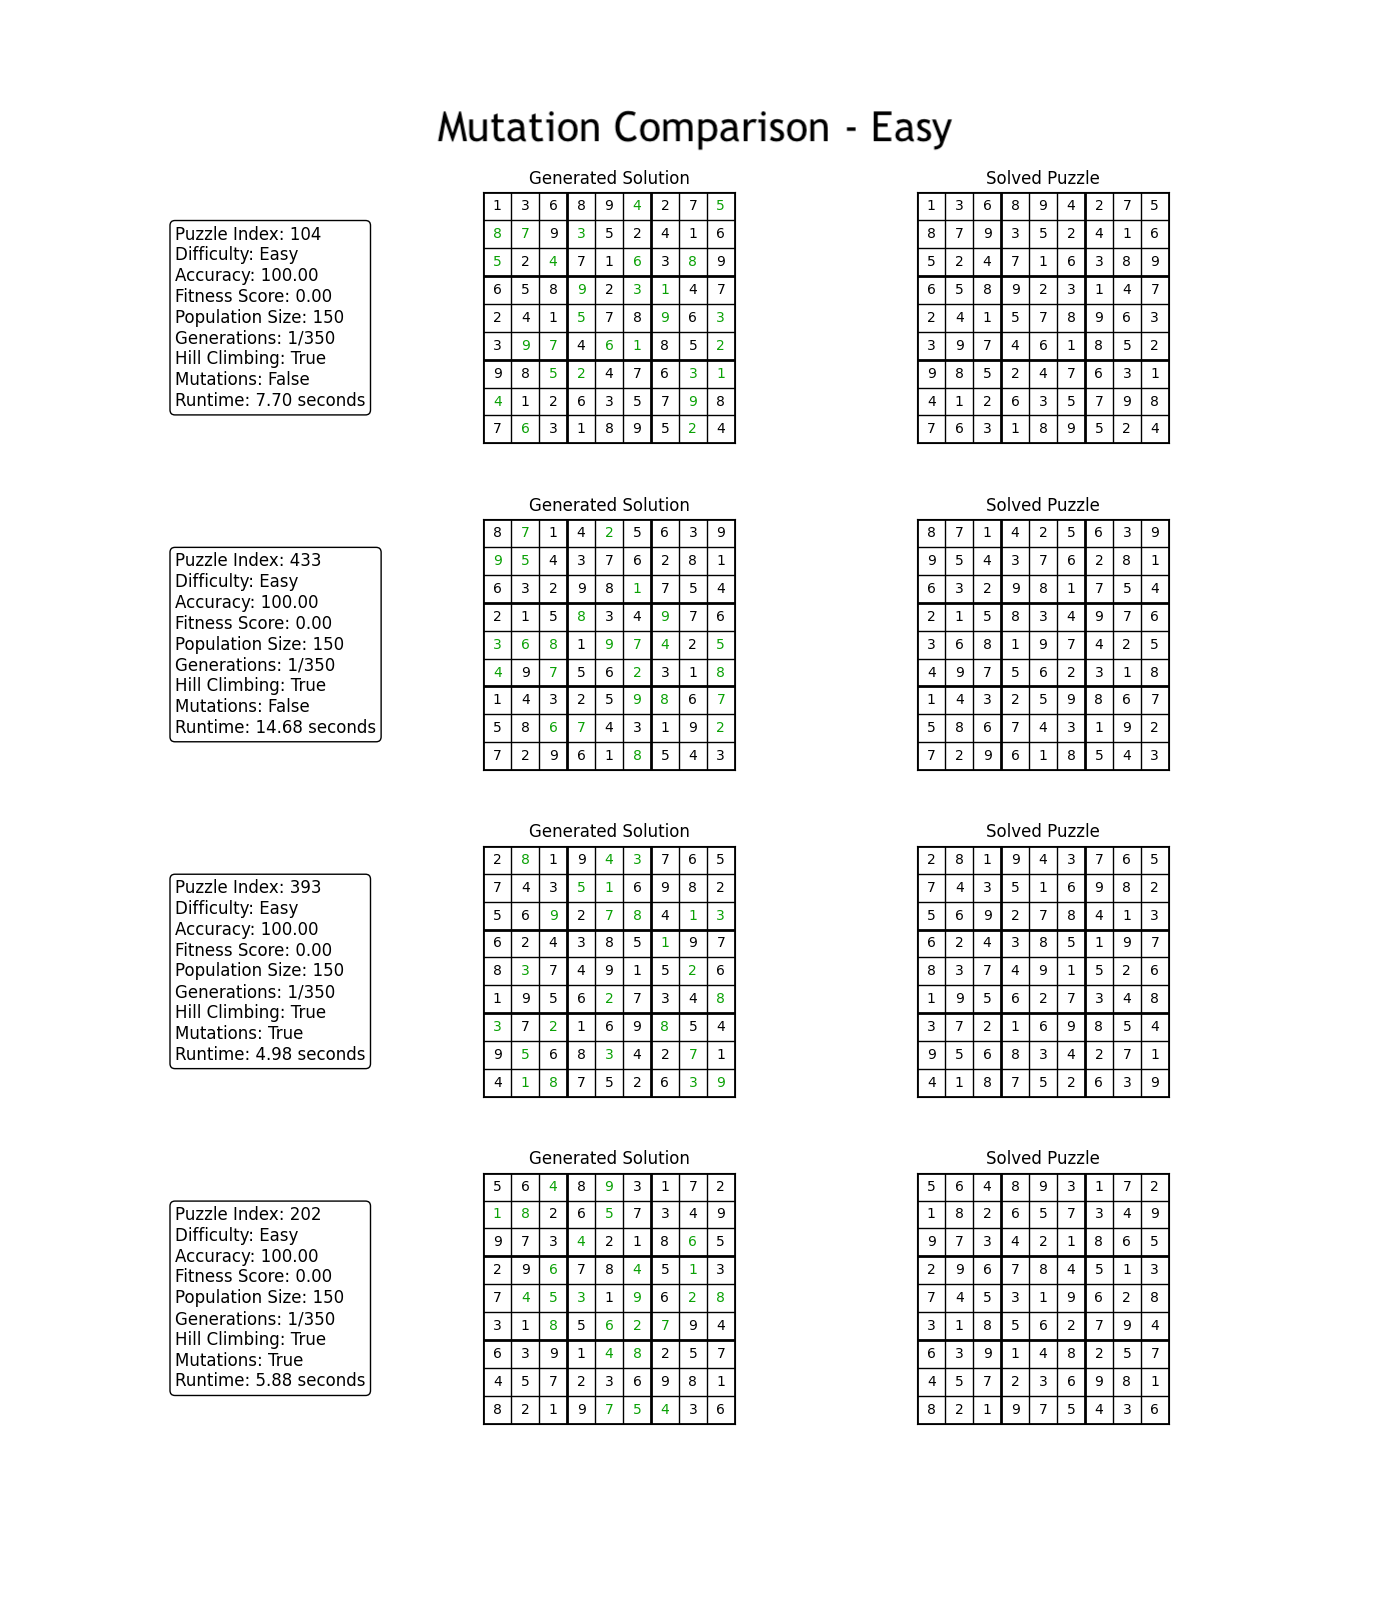 Mutation Comparison - Easy
Generated Solution
Solved Puzzle
Puzzle Index: 104
Difficulty: Easy
Accuracy: 100.00
Fitness Score: 0.00
Population Size: 150
Generations: 1/350
Hill Climbing: True
Mutations: False
Runtime: 7.70 seconds
1 3 6 8 9 4 2 7 5
8 7 9 3 5 2 4 1 6
5 2 4 7 1 6 3 8 9
6 5 8 9 2 3 1 4 7
2 4 1 5 7 8 9 6 3
3 9 7 4 6 1 8 5 2
9 8 5 2 4 7 6 3 1
4 1 2 6 3 5 7 9 8
7 6 3 1 8 9 5 2 4
1 3 6 8 9 4 2 7 5
8 7 9 3 5 2 4 1 6
5 2 4 7 1 6 3 8 9
6 5 8 9 2 3 1 4 7
2 4 1 5 7 8 9 6 3
3 9 7 4 6 1 8 5 2
9 8 5 2 4 7 6 3 1
4 1 2 6 3 5 7 9 8
7 6 3 1 8 9 5 2 4
Generated Solution
Solved Puzzle
Puzzle Index: 433
Difficulty: Easy
Accuracy: 100.00
Fitness Score: 0.00
Population Size: 150
Generations: 1/350
Hill Climbing: True
Mutations: False
Runtime: 14.68 seconds
8 7 1 4 2 5 6 3 9
9 5 4 3 7 6 2 8 1
6 3 2 9 8 1 7 5 4
2 1 5 8 3 4 9 7 6
3 6 8 1 9 7 4 2 5
4 9 7 5 6 2 3 1 8
1 4 3 2 5 9 8 6 7
5 8 6 7 4 3 1 9 2
7 2 9 6 1 8 5 4 3
8 7 1 4 2 5 6 3 9
9 5 4 3 7 6 2 8 1
6 3 2 9 8 1 7 5 4
2 1 5 8 3 4 9 7 6
3 6 8 1 9 7 4 2 5
4 9 7 5 6 2 3 1 8
1 4 3 2 5 9 8 6 7
5 8 6 7 4 3 1 9 2
7 2 9 6 1 8 5 4 3
Generated Solution
Solved Puzzle
Puzzle Index: 393
Difficulty: Easy
Accuracy: 100.00
Fitness Score: 0.00
Population Size: 150
Generations: 1/350
Hill Climbing: True
Mutations: True
Runtime: 4.98 seconds
2 8 1 9 4 3 7 6 5
7 4 3 5 1 6 9 8 2
5 6 9 2 7 8 4 1 3
6 2 4 3 8 5 1 9 7
8 3 7 4 9 1 5 2 6
1 9 5 6 2 7 3 4 8
3 7 2 1 6 9 8 5 4
9 5 6 8 3 4 2 7 1
4 1 8 7 5 2 6 3 9
2 8 1 9 4 3 7 6 5
7 4 3 5 1 6 9 8 2
5 6 9 2 7 8 4 1 3
6 2 4 3 8 5 1 9 7
8 3 7 4 9 1 5 2 6
1 9 5 6 2 7 3 4 8
3 7 2 1 6 9 8 5 4
9 5 6 8 3 4 2 7 1
4 1 8 7 5 2 6 3 9
Generated Solution
Solved Puzzle
Puzzle Index: 202
Difficulty: Easy
Accuracy: 100.00
Fitness Score: 0.00
Population Size: 150
Generations: 1/350
Hill Climbing: True
Mutations: True
Runtime: 5.88 seconds
5 6 4 8 9 3 1 7 2
1 8 2 6 5 7 3 4 9
9 7 3 4 2 1 8 6 5
2 9 6 7 8 4 5 1 3
7 4 5 3 1 9 6 2 8
3 1 8 5 6 2 7 9 4
6 3 9 1 4 8 2 5 7
4 5 7 2 3 6 9 8 1
8 2 1 9 7 5 4 3 6
5 6 4 8 9 3 1 7 2
1 8 2 6 5 7 3 4 9
9 7 3 4 2 1 8 6 5
2 9 6 7 8 4 5 1 3
7 4 5 3 1 9 6 2 8
3 1 8 5 6 2 7 9 4
6 3 9 1 4 8 2 5 7
4 5 7 2 3 6 9 8 1
8 2 1 9 7 5 4 3 6